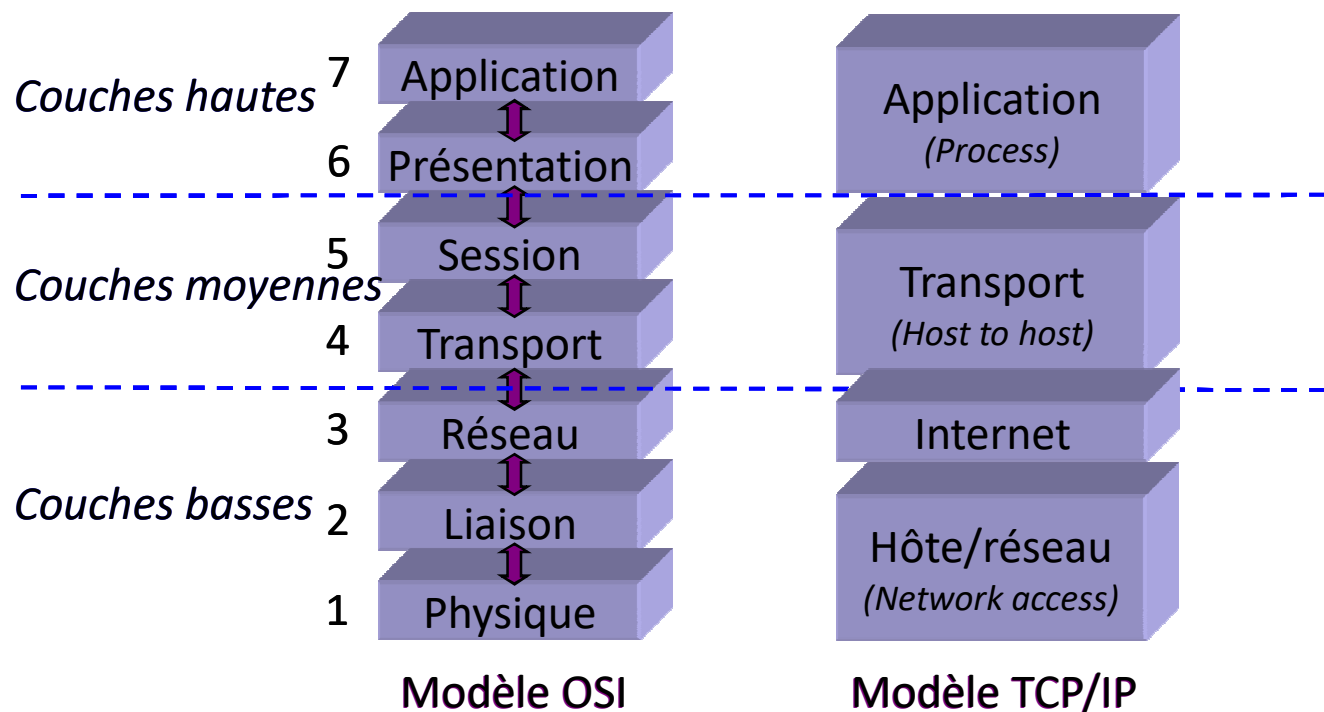 Couches hautes
7
Application
6
Présentation
Couches moyennes
5
Session
4
Transport
Couches basses
3
Réseau
2
Liaison
1
Physique
Modèle OSI
Application
(Process)
Transport
(Host to host)
Internet
Hôte/réseau
(Network access)
Modèle TCP/IP